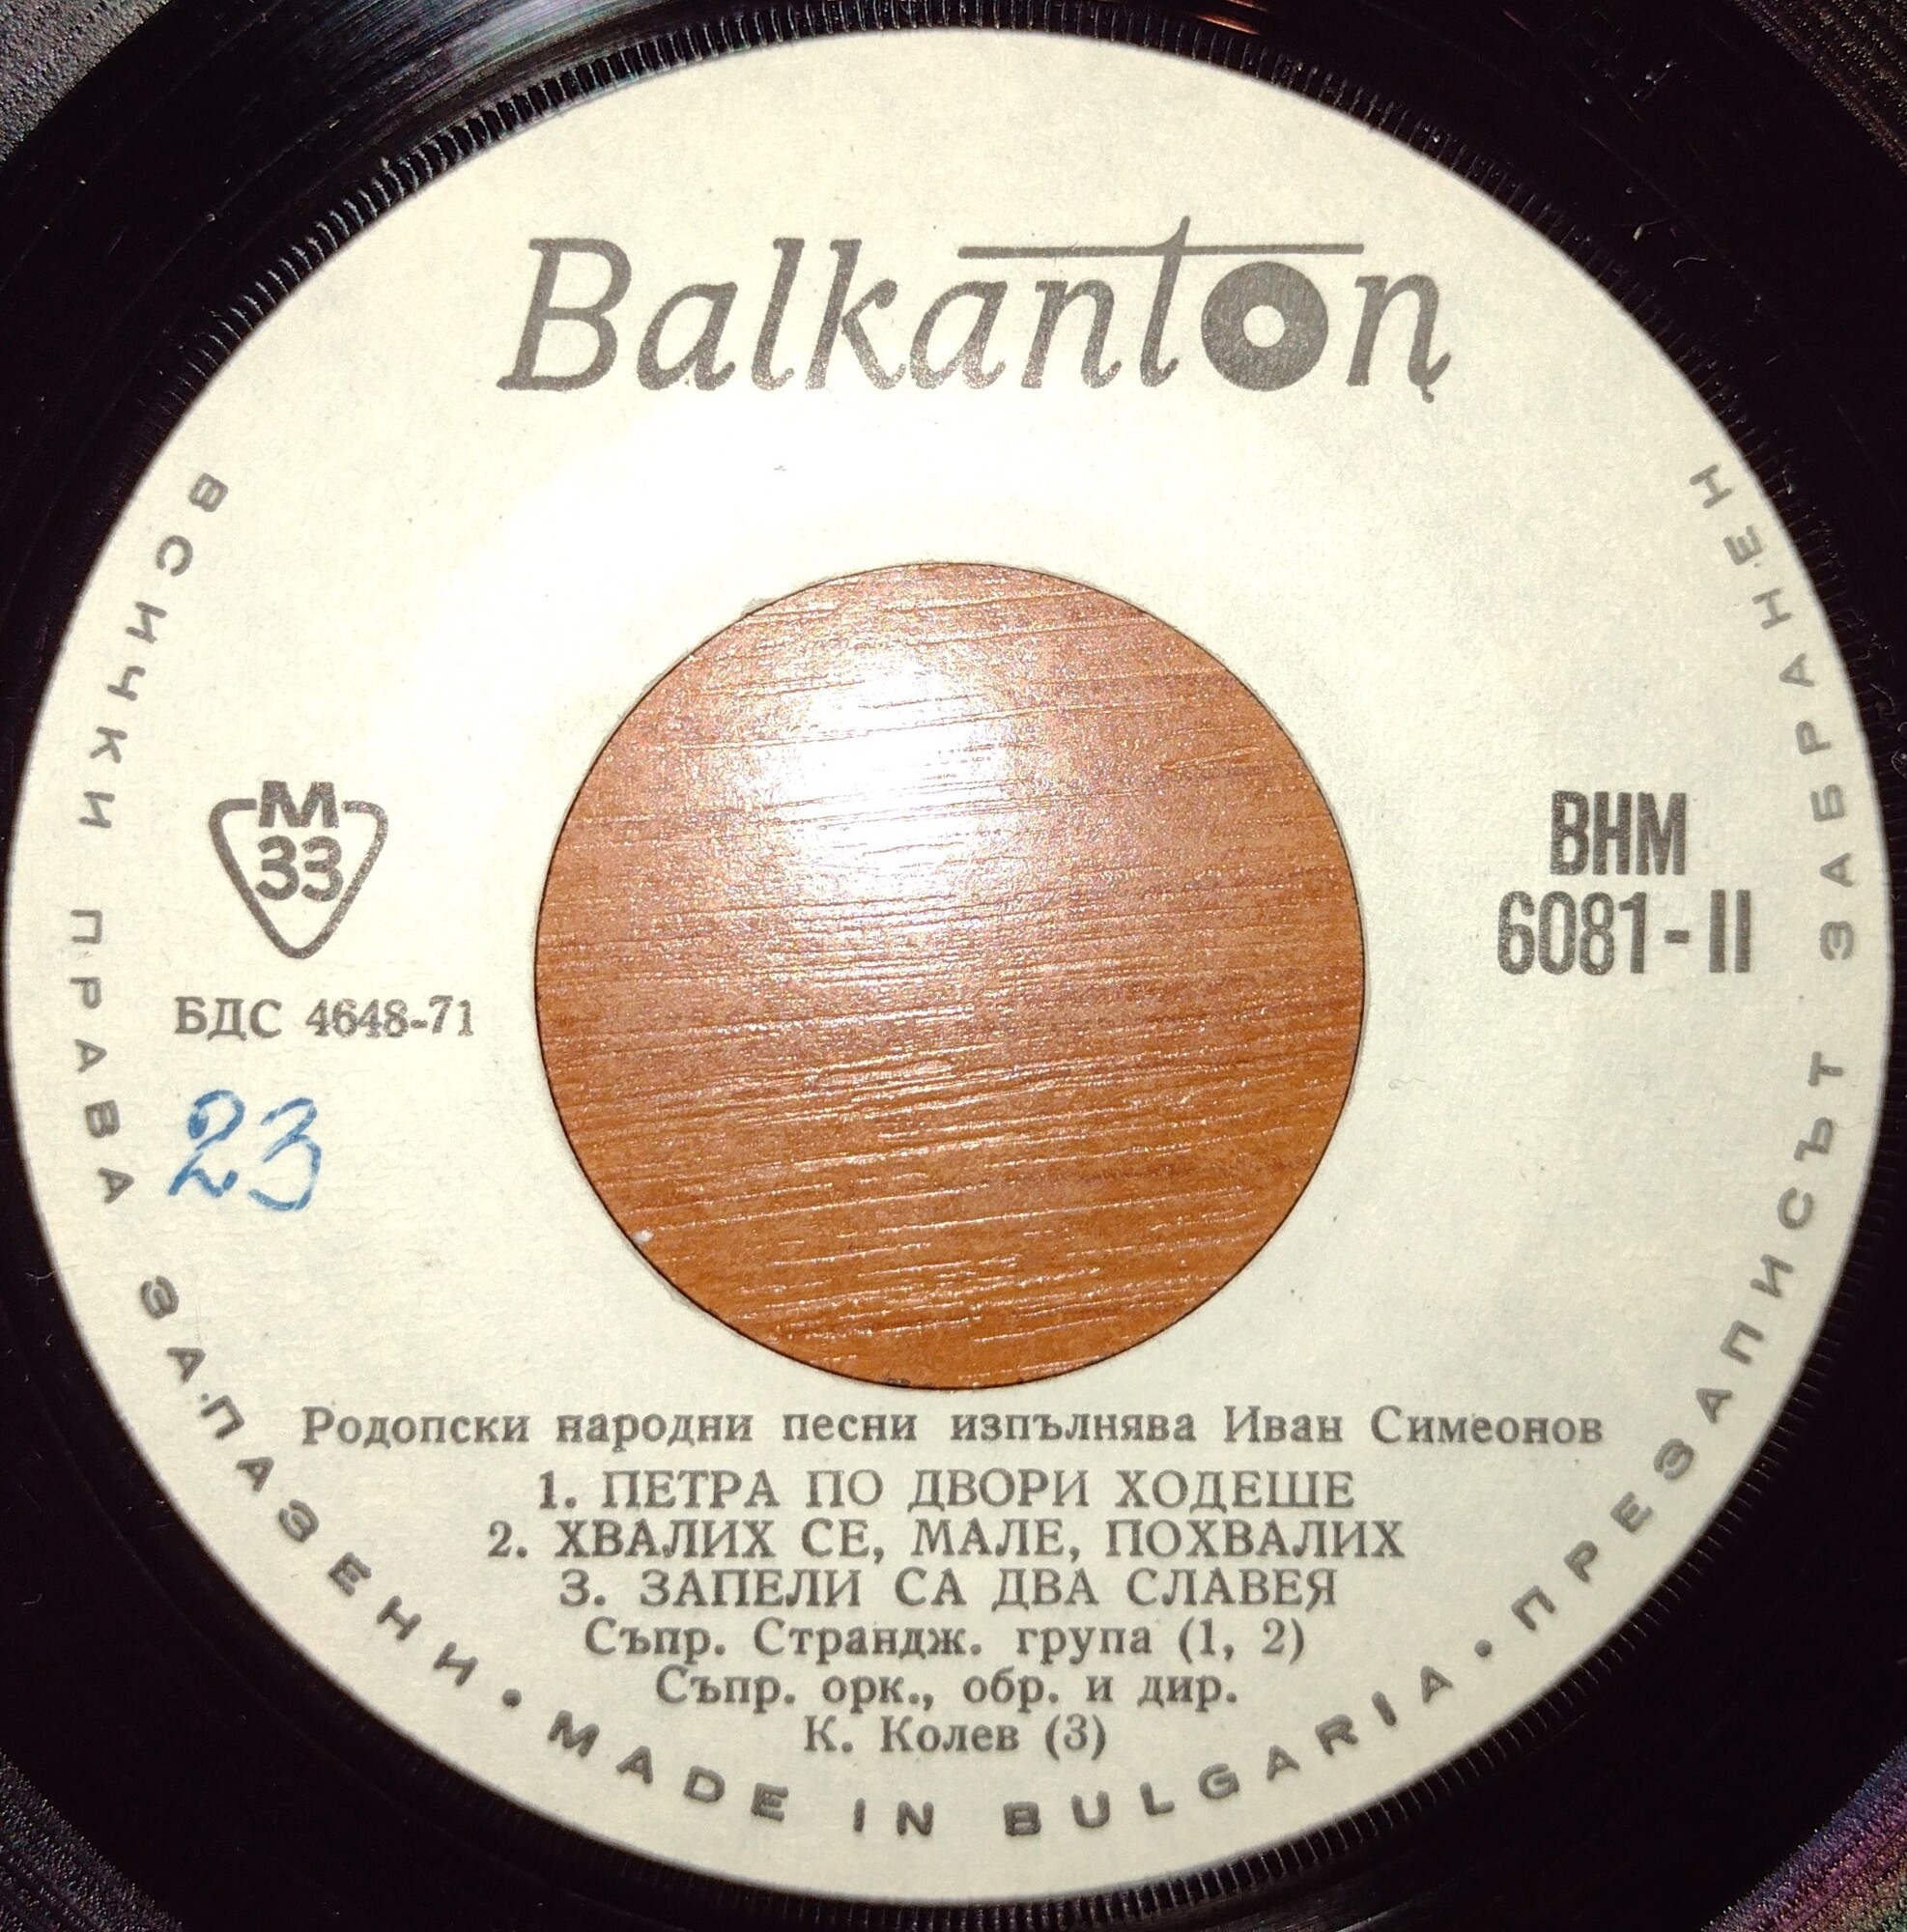 Balkanton
M
33
БДС 4648-71
23
ВНМ
6081-II
Родопски народни песни изпълнява Иван Симеонов
1. ПЕТРА ПО ДВОРИ ХОДЕШЕ
2. ХВАЛИХ СЕ, МАЛЕ, ПОХВАЛИХ
3. ЗАПЕЛИ СА ДВА СЛАВЕЯ
Съпр. Странdж. група (1, 2)
Съпр. орк., обр. и дир.
К. Колев (3)
ВСИЧКИ ПРАВА ЗАПАЗЕНИ • MADE IN BULGARIA • ПРЕЗАПИСЪТ ЗАБРАНЕН